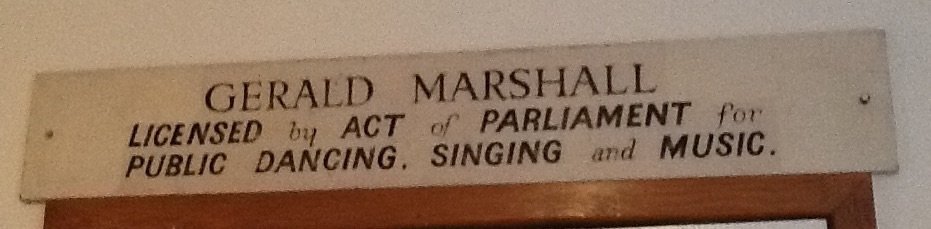 GERALD MARSHALL
LICENSED by ACT of PARLIAMENT for
PUBLIC DANCING. SINGING and MUSIC.